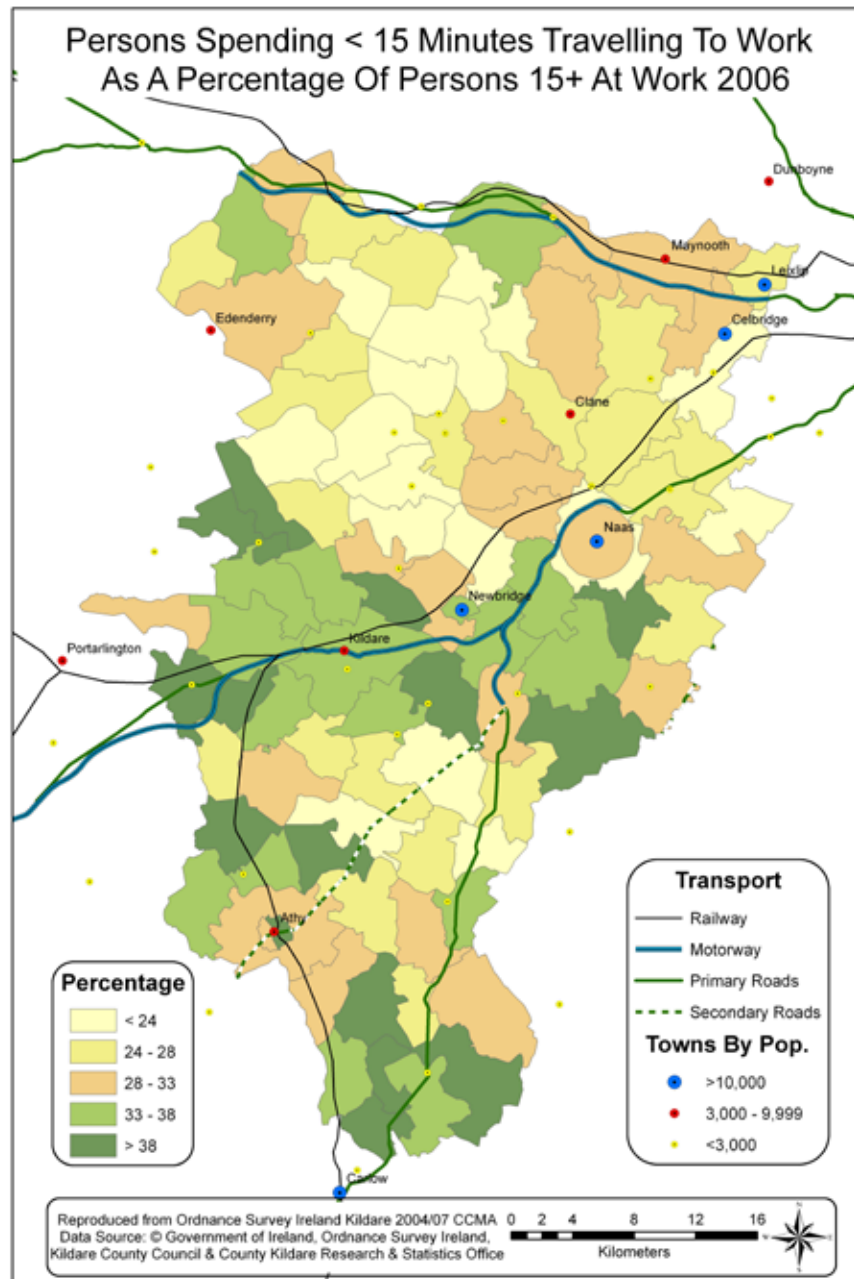 Persons Spending < 15 Minutes Travelling To Work
As A Percentage Of Persons 15+ At Work 2006
Dunboyne
Maynooth
Leixlip
Edenderry
Celbridge
Clane
Naas
Newbridge
Kildare
Portarlington
Athy
Carlow
Transport
Railway
Motorway
Primary Roads
Secondary Roads
Towns By Pop.
>10,000
3,000 - 9,999
<3,000
Percentage
< 24
24 - 28
28 - 33
33 - 38
> 38
Reproduced from Ordnance Survey Ireland Kildare 2004/07 CCMA
Data Source: © Government of Ireland, Ordnance Survey Ireland,
Kildare County Council & County Kildare Research & Statistics Office
0 2 4 8 12 16
Kilometers